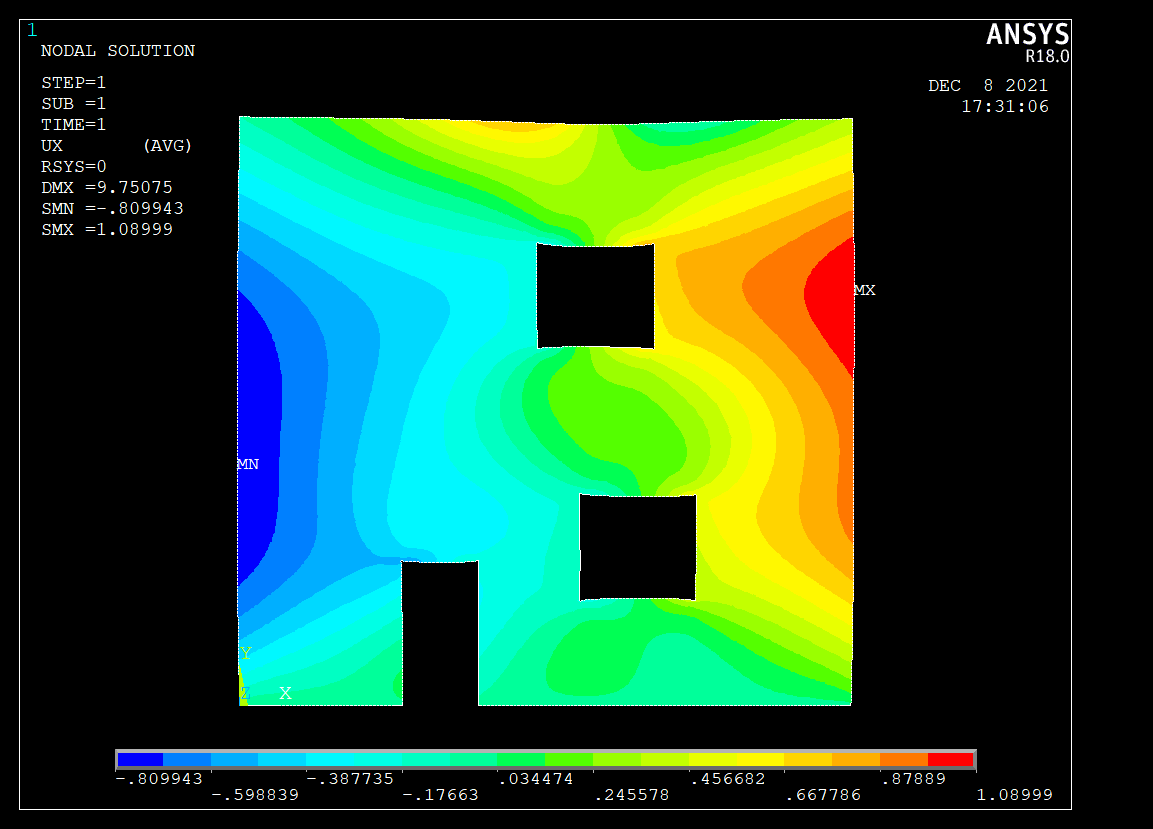 1
ANSYS
R18.0
NODAL SOLUTION
STEP=1
SUB =1
TIME=1
UX (AVG)
RSYS=0
DMX =9.75075
SMN =-.809943
SMX =1.08999
DEC 8 2021
17:31:06
MX
MN
Y
Z X
-.809943 -.387735 .034474 .456682 .87889
-.598839 -.17663 .245578 .667786 1.08999